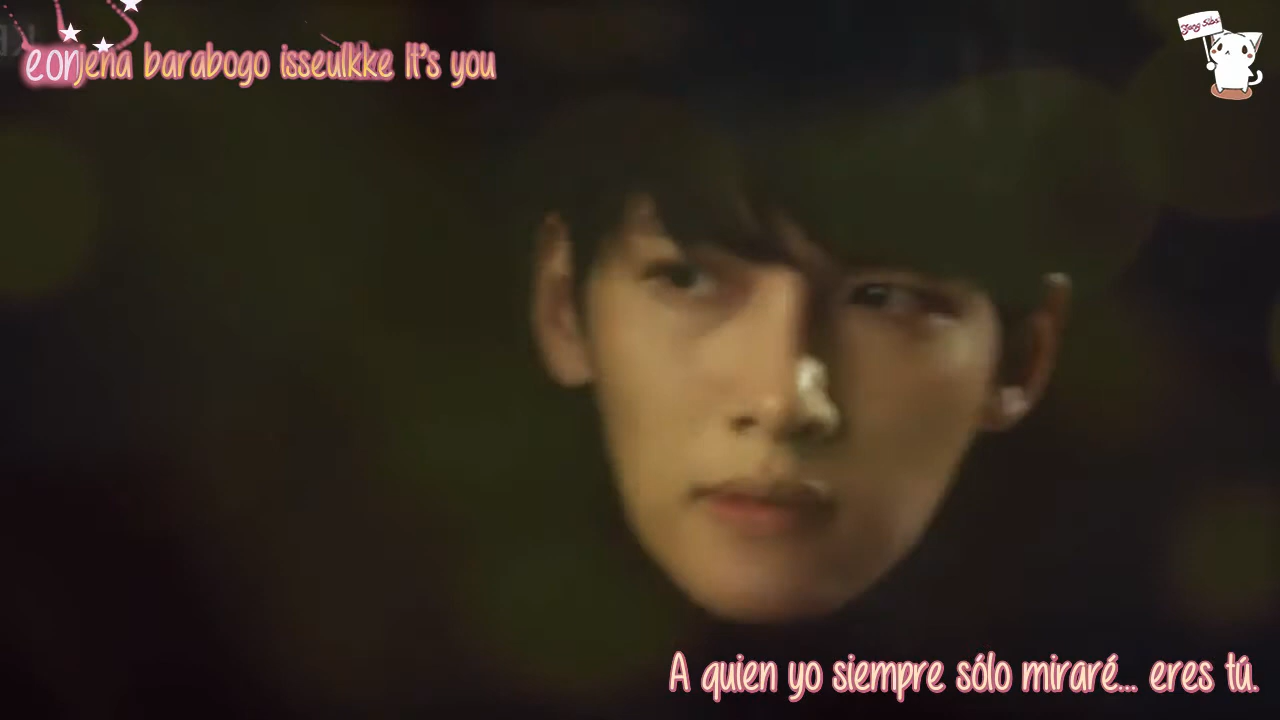 eonjena barabogo isseulkke It's you
A quien yo siempre sólo miraré... eres tú.